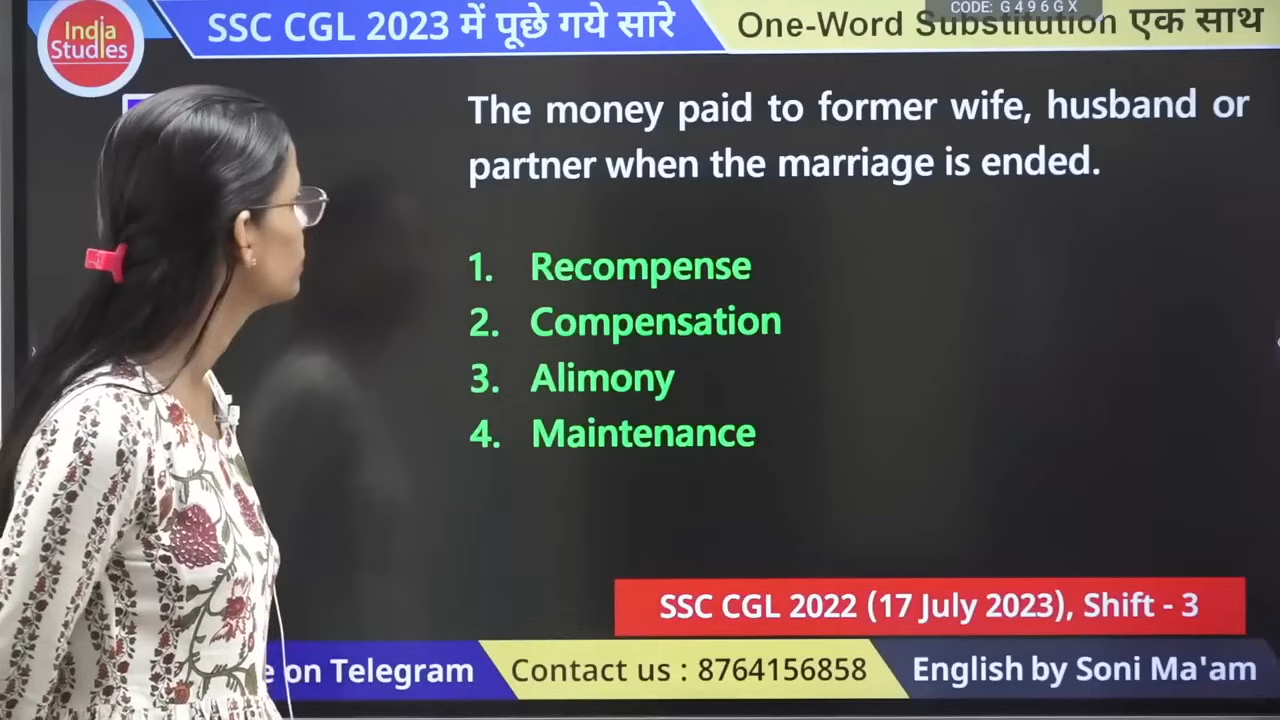 India
Studies
SSC CGL 2023 में पूछे गये सारे
One-Word Substitution एक साथ
CODE: G496GX
The money paid to former wife, husband or
partner when the marriage is ended.
1. Recompense
2. Compensation
3. Alimony
4. Maintenance
SSC CGL 2022 (17 July 2023), Shift - 3
on Telegram
Contact us : 8764156858
English by Soni Ma'am